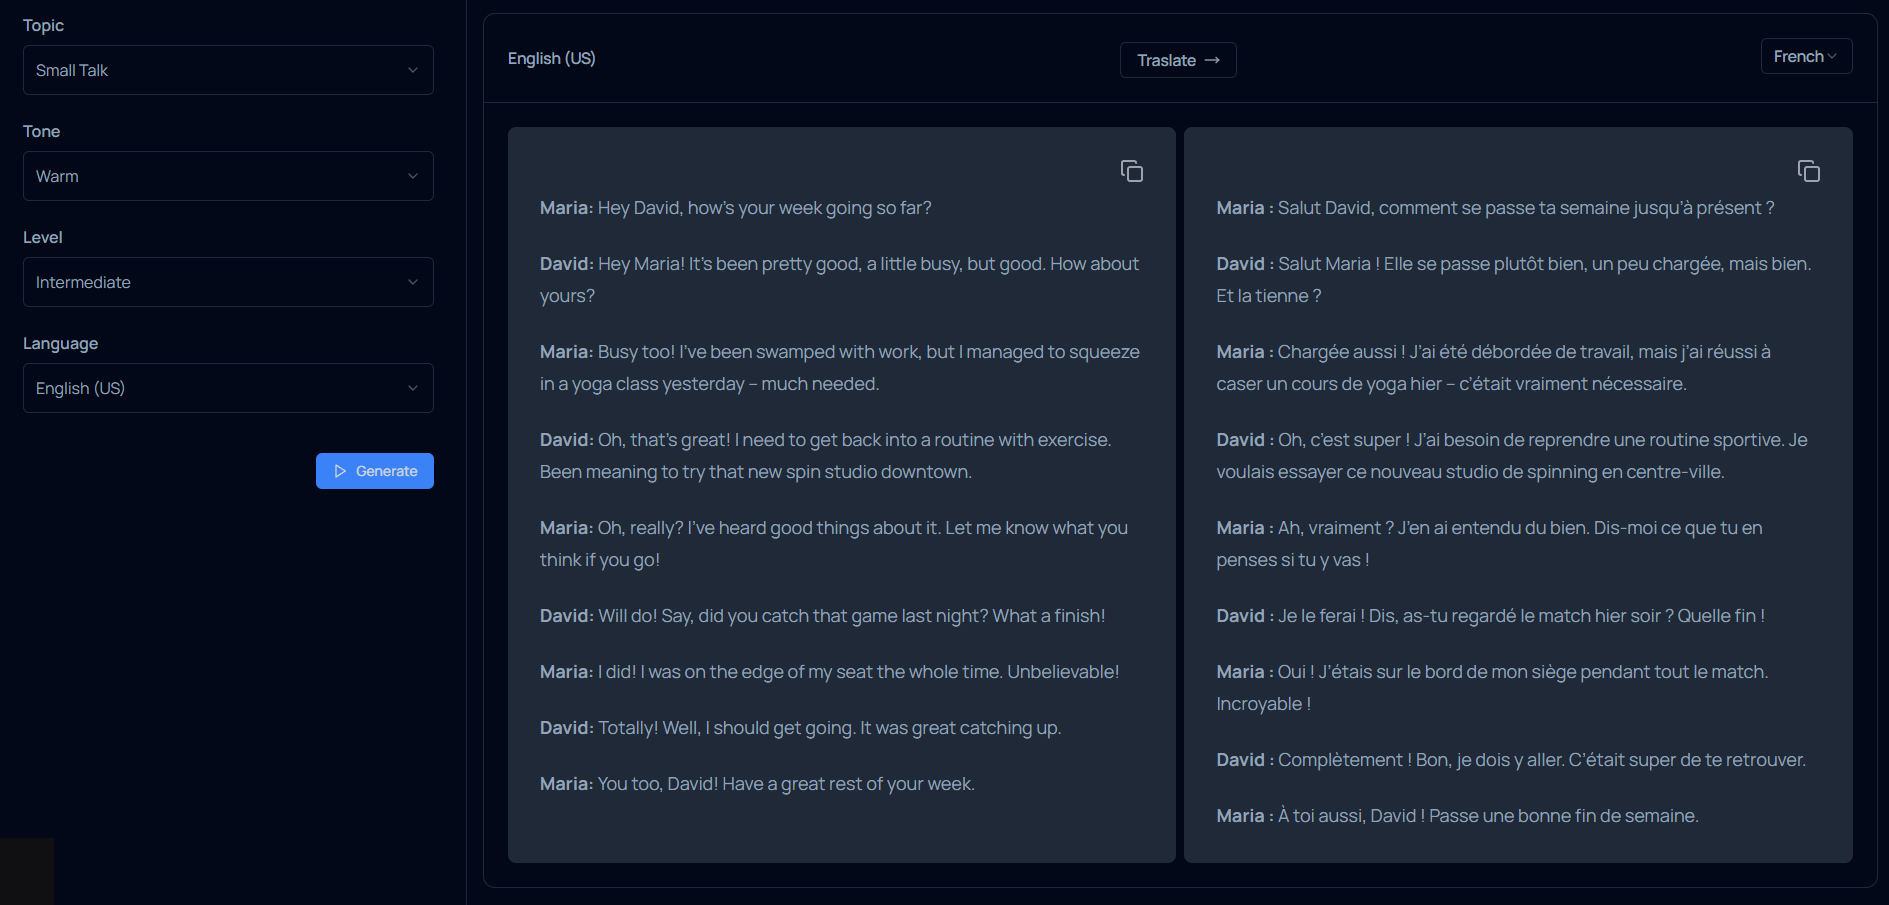 Topic
Small Talk
Tone
Warm
Level
Intermediate
Language
English (US)
Generate
English (US)
Traslate →
French
Maria: Hey David, how's your week going so far?
David: Hey Maria! It's been pretty good, a little busy, but good. How about
yours?
Maria: Busy too! I've been swamped with work, but I managed to squeeze
in a yoga class yesterday – much needed.
David: Oh, that's great! I need to get back into a routine with exercise.
Been meaning to try that new spin studio downtown.
Maria: Oh, really? I've heard good things about it. Let me know what you
think if you go!
David: Will do! Say, did you catch that game last night? What a finish!
Maria: I did! I was on the edge of my seat the whole time. Unbelievable!
David: Totally! Well, I should get going. It was great catching up.
Maria: You too, David! Have a great rest of your week.
Maria : Salut David, comment se passe ta semaine jusqu'à présent ?
David : Salut Maria ! Elle se passe plutôt bien, un peu chargée, mais bien.
Et la tienne ?
Maria : Chargée aussi ! J'ai été débordée de travail, mais j'ai réussi à
caser un cours de yoga hier – c'était vraiment nécessaire.
David : Oh, c'est super ! J'ai besoin de reprendre une routine sportive. Je
voulais essayer ce nouveau studio de spinning en centre-ville.
Maria : Ah, vraiment ? J'en ai entendu du bien. Dis-moi ce que tu en
penses si tu y vas !
David : Je le ferai ! Dis, as-tu regardé le match hier soir ? Quelle fin !
Maria : Oui ! J'étais sur le bord de mon siège pendant tout le match.
Incroyable !
David : Complètement ! Bon, je dois y aller. C'était super de te retrouver.
Maria : À toi aussi, David ! Passe une bonne fin de semaine.